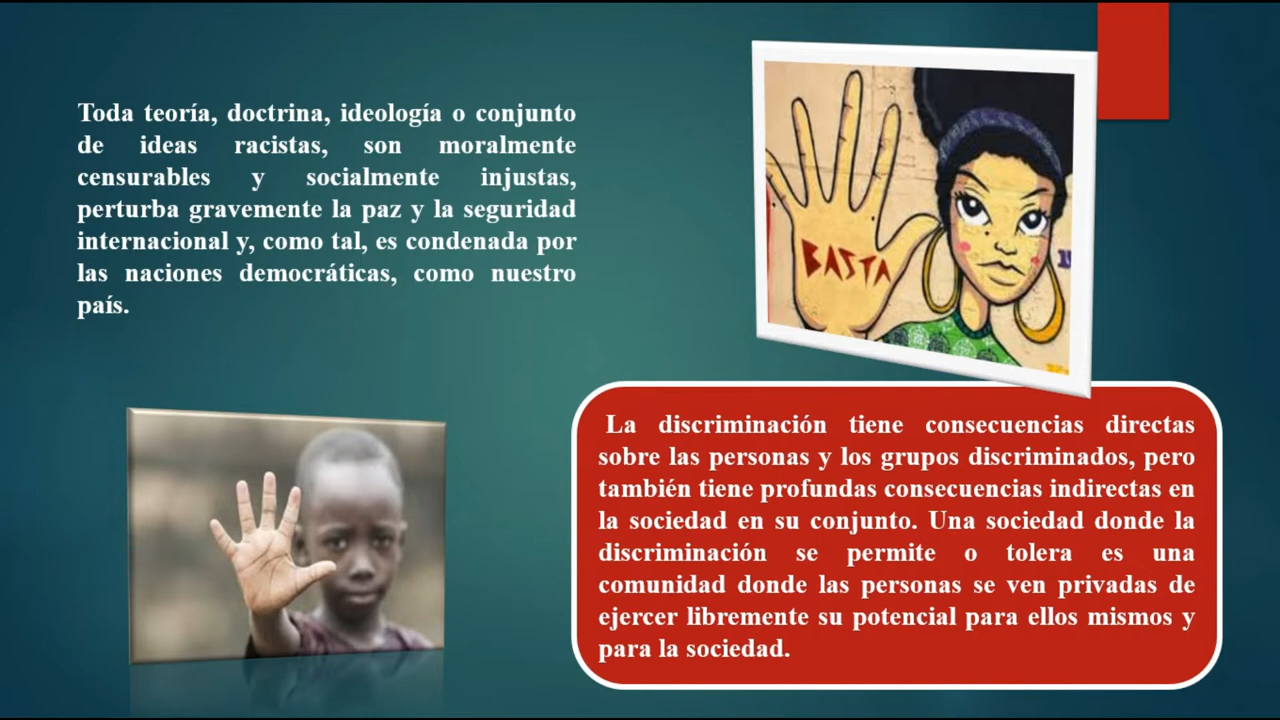 Toda teoría, doctrina, ideología o conjunto
de ideas racistas, son moralmente
censurables y socialmente injustas,
perturba gravemente la paz y la seguridad
internacional y, como tal, es condenada por
las naciones democráticas, como nuestro
país.
BASTA
La discriminación tiene consecuencias directas
sobre las personas y los grupos discriminados, pero
también tiene profundas consecuencias indirectas en
la sociedad en su conjunto. Una sociedad donde la
discriminación se permite o tolera es una
comunidad donde las personas se ven privadas de
ejercer libremente su potencial para ellos mismos y
para la sociedad.